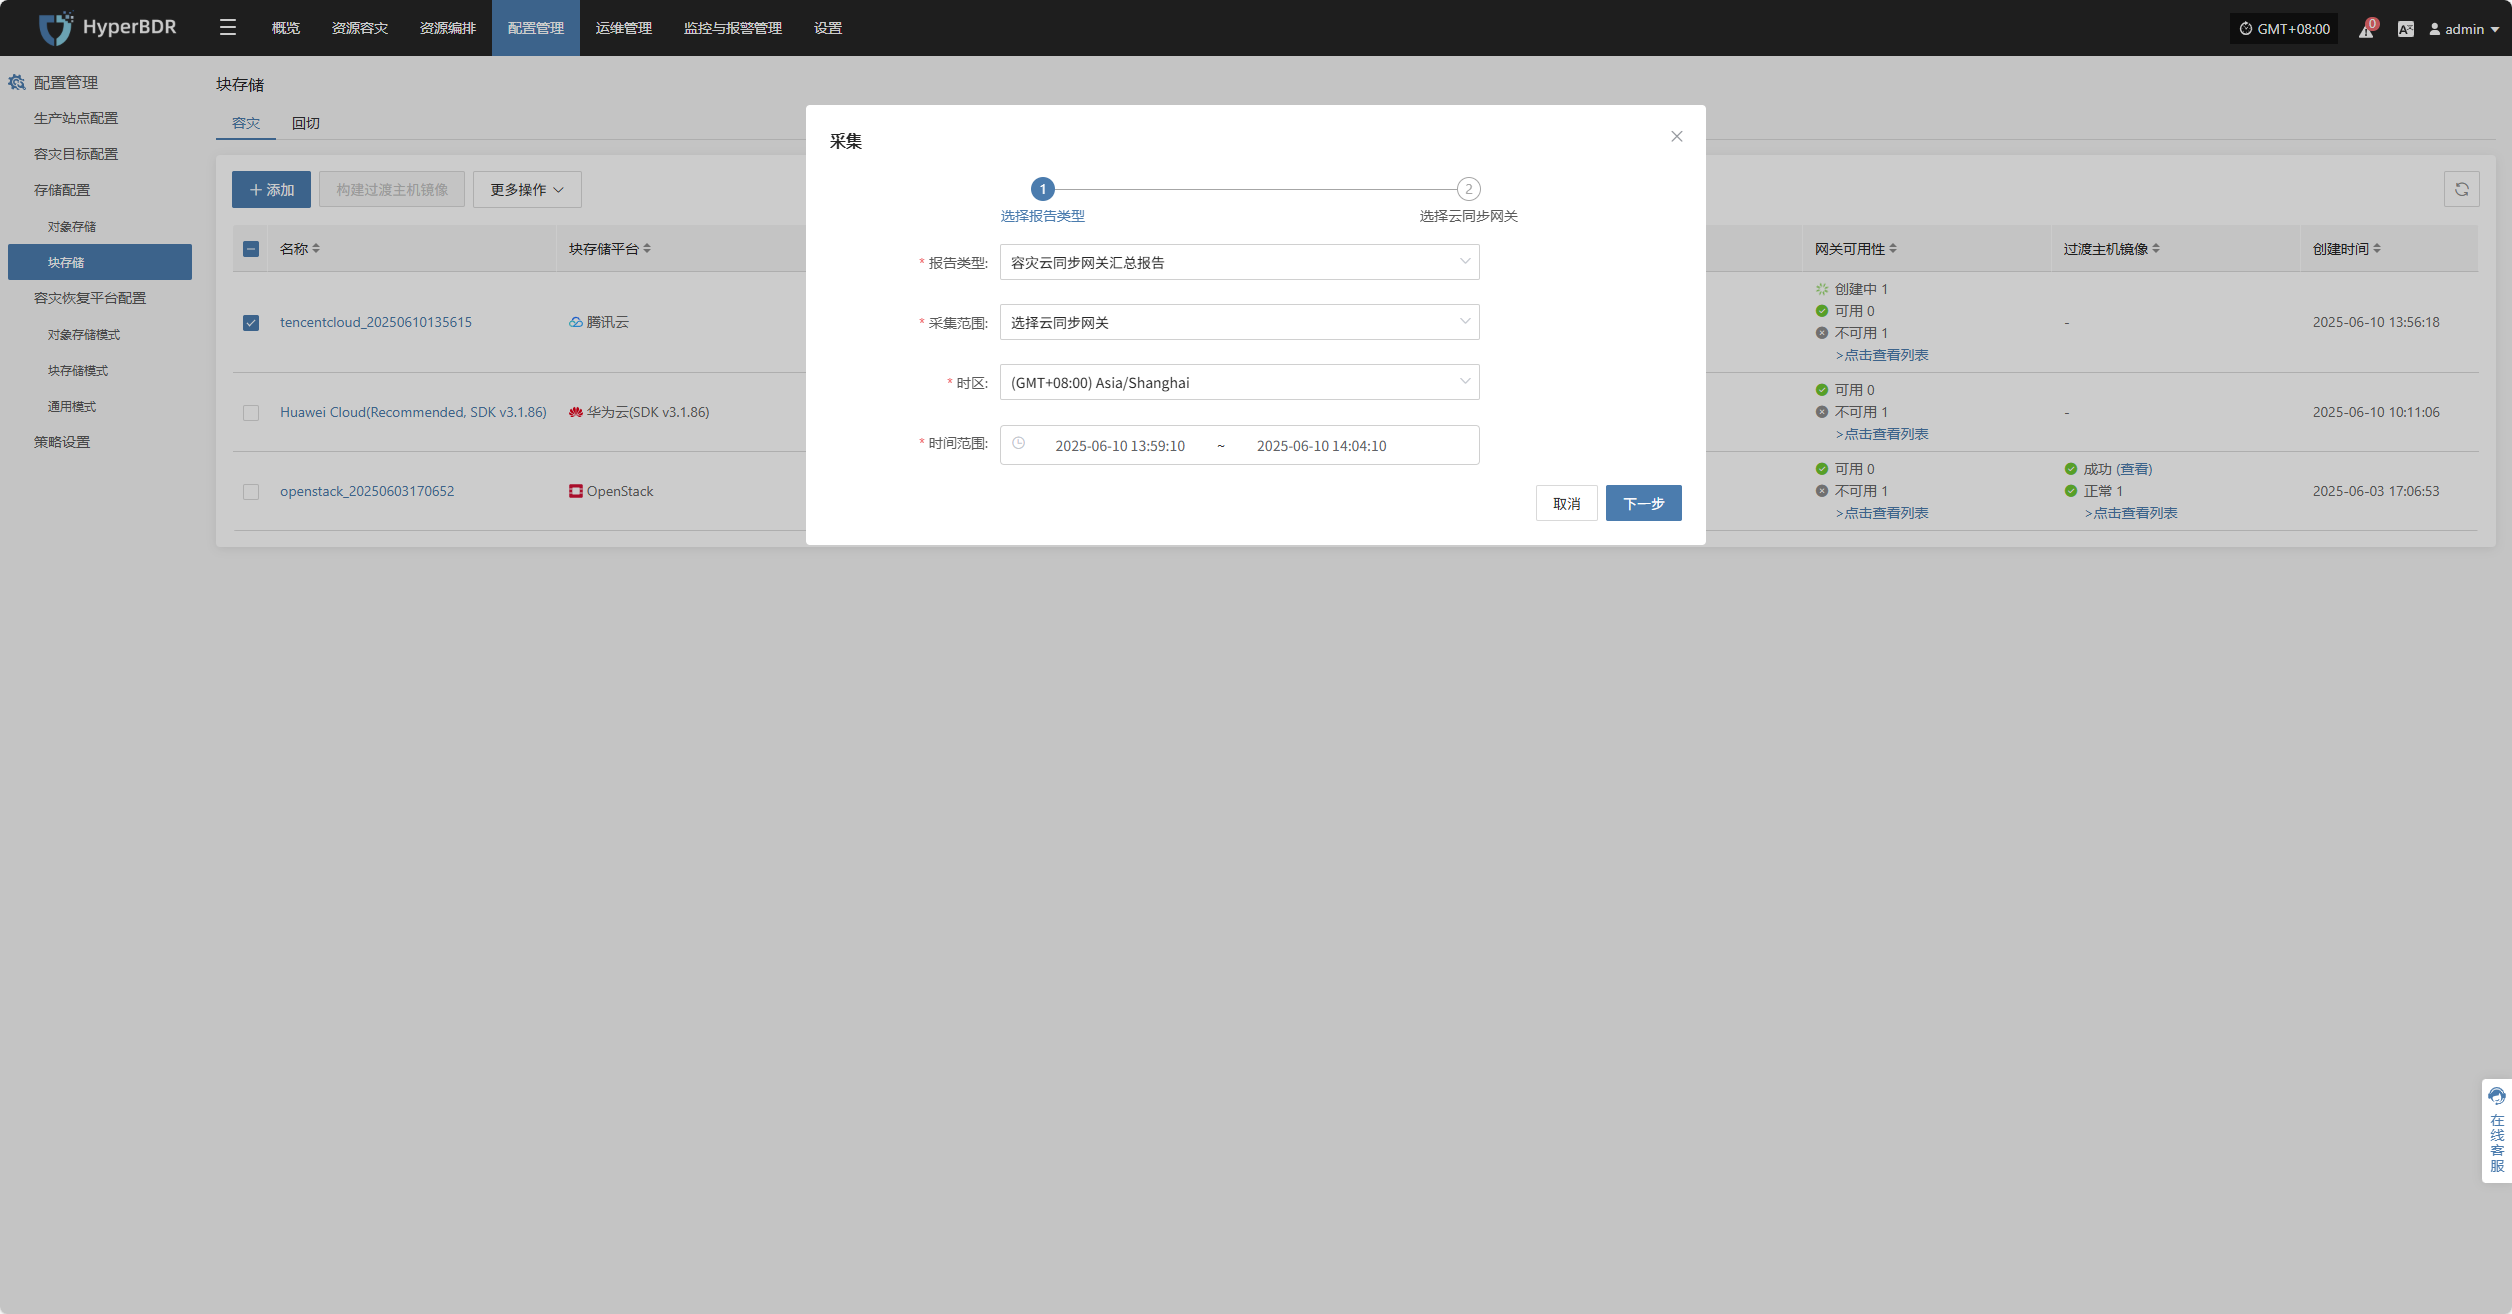 HyperBDR
概览 资源容灾 资源编排 配置管理 运维管理 监控与报警管理 设置
GMT+08:00 0 admin
配置管理
生产站点配置
容灾目标配置
存储配置
对象存储
块存储
容灾恢复平台配置
对象存储模式
块存储模式
通用模式
策略设置
块存储
容灾 回切
添加 构建过渡主机镜像 更多操作
名称 块存储平台 网关可用性 过渡主机镜像 创建时间
tencentcloud_20250610135615 腾讯云
创建中 1
可用 0
不可用 1
>点击查看列表
-
2025-06-10 13:56:18
Huawei Cloud(Recommended, SDK v3.1.86) 华为云(SDK v3.1.86)
可用 0
不可用 1
>点击查看列表
-
2025-06-10 10:11:06
openstack_20250603170652 OpenStack
可用 0
不可用 1
>点击查看列表
成功 (查看)
正常 1
>点击查看列表
2025-06-03 17:06:53
采集
1 2
选择报告类型 选择云同步网关
* 报告类型: 容灾云同步网关汇总报告
* 采集范围: 选择云同步网关
* 时区: (GMT+08:00) Asia/Shanghai
* 时间范围: 2025-06-10 13:59:10 ~ 2025-06-10 14:04:10
取消 下一步
在线客服